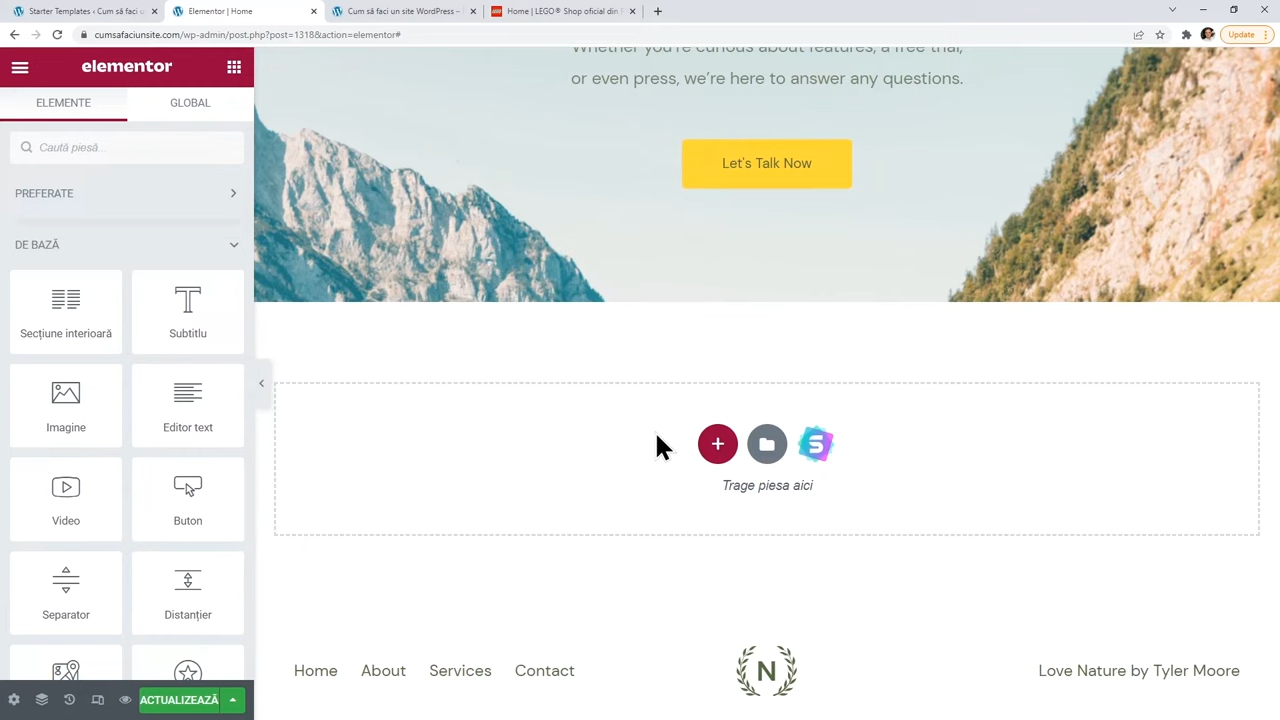 Starter Templates ‹ Cum să faci u
Elementor | Home
Cum să faci un site WordPress –
Home | LEGO® Shop oficial din F
cumsafaciunsite.com/wp-admin/post.php?post=1318&action=elementor#
Update
elementor
ELEMENTE
GLOBAL
Caută piesă...
PREFERATE
DE BAZĂ
Secțiune interioară
Subtitlu
Imagine
Editor text
Video
Buton
Separator
Distanțier
ACTUALIZEAZĂ
Whether you're curious about features, a free trial,
or even press, we're here to answer any questions.
Let's Talk Now
S
Trage piesa aici
Home
About
Services
Contact
N
Love Nature by Tyler Moore